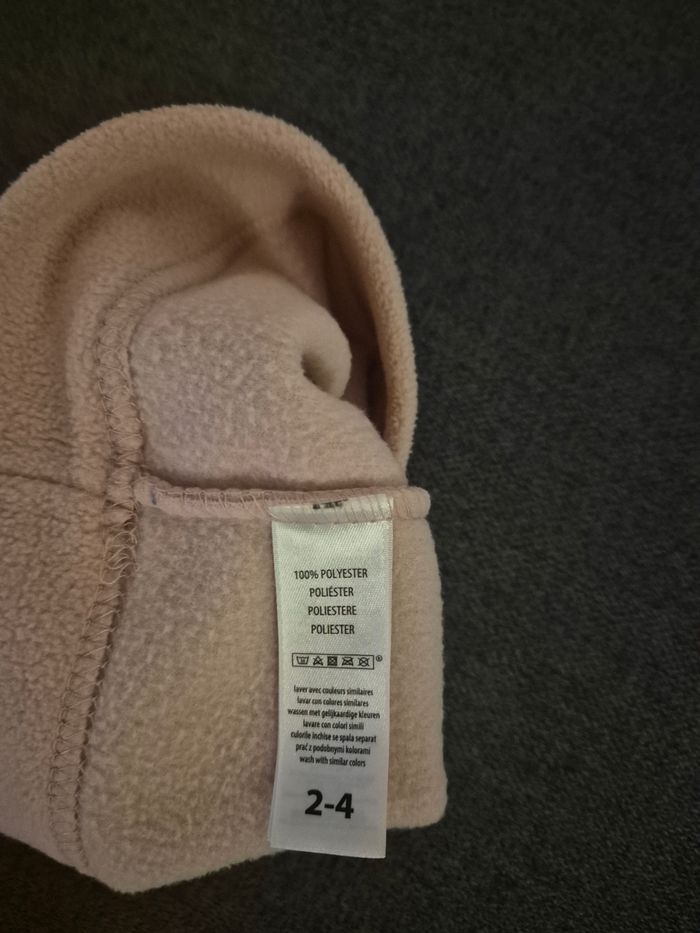 100% POLYESTER
POLIÉSTER
POLIESTERE
POLIESTER
laver avec couleurs similaires
lavar con colores similares
wassen met gelijkaardige kleuren
lavare con colori simili
culorile inchise se spala separat
prać z podobnymi kolorami
wash with similar colors
2-4